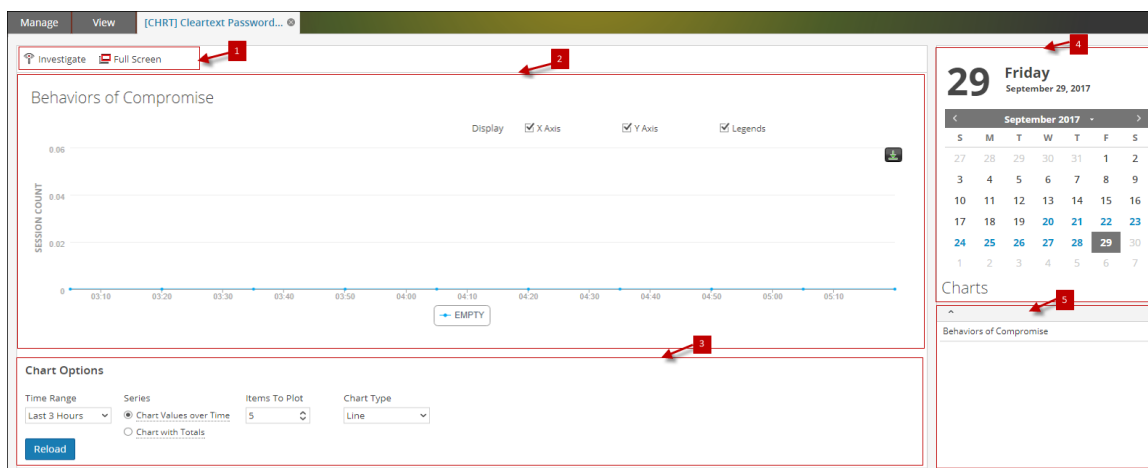 Manage View [CHRT] Cleartext Password...
Investigate Full Screen
1
2
Behaviors of Compromise
Display X Axis Y Axis Legends
0.06
0.04
0.02
0
SESSION COUNT
03:10 03:20 03:30 03:40 03:50 04:00 04:10 04:20 04:30 04:40 04:50 05:00 05:10
EMPTY
3
Chart Options
Time Range Series Items To Plot Chart Type
Last 3 Hours Chart Values over Time 5 Line
Chart with Totals
Reload
4
29 Friday
September 29, 2017
September 2017
S M T W T F S
27 28 29 30 31 1 2
3 4 5 6 7 8 9
10 11 12 13 14 15 16
17 18 19 20 21 22 23
24 25 26 27 28 29 30
1 2 3 4 5 6 7
Charts
5
Behaviors of Compromise